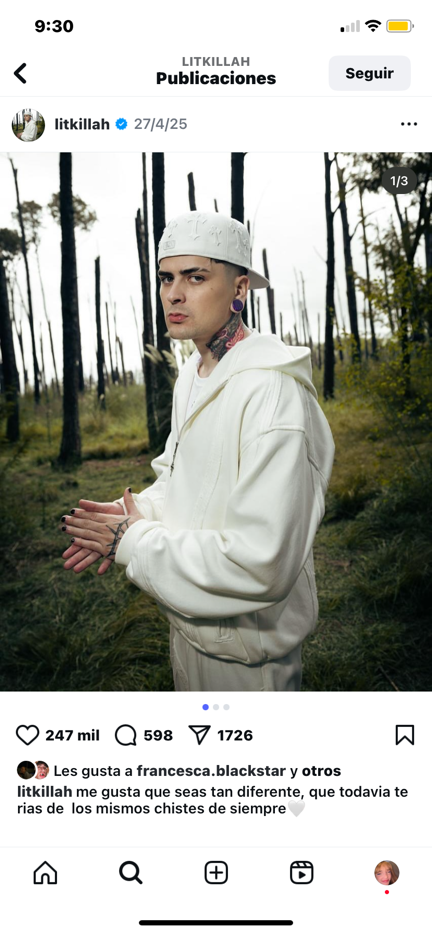 9:30
LITKILLAH
Publicaciones
Seguir
litkillah 27/4/25
1/3
247 mil 598 1726
Les gusta a francesca.blackstar y otros
litkillah me gusta que seas tan diferente, que todavia te
rias de los mismos chistes de siempre🤍